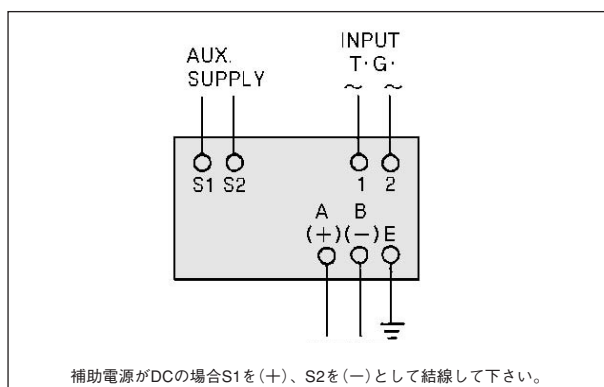 AUX.
SUPPLY
INPUT
T・G・
~ ~
S1 S2
1 2
A B
(+)(−)E
補助電源がDCの場合S1を(+)、S2を(−)として結線して下さい。